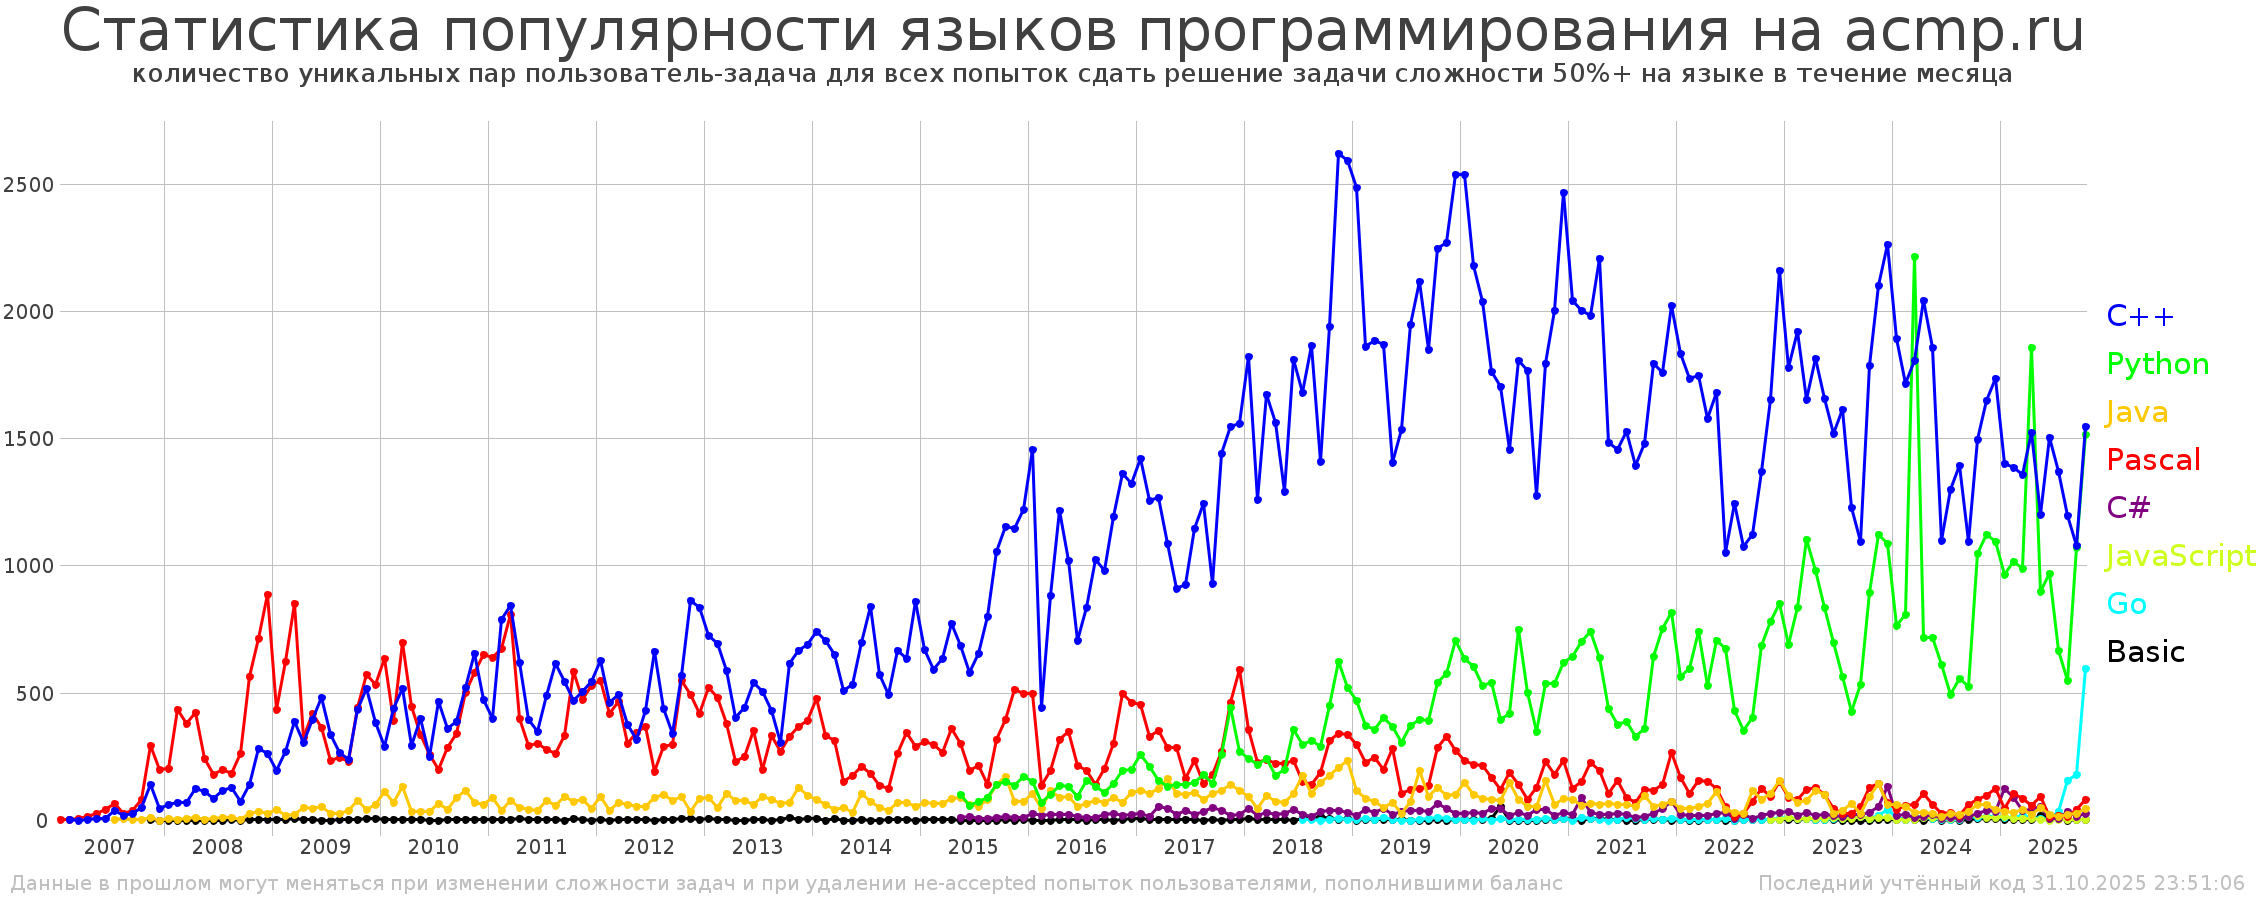 Статистика популярности языков программирования на acmp.ru
количество уникальных пар пользователь-задача для всех попыток сдать решение задачи сложности 50%+ на языке в течение месяца
2500
2000
1500
1000
500
0
C++
Python
Java
Pascal
C#
JavaScript
Go
Basic
2007 2008 2009 2010 2011 2012 2013 2014 2015 2016 2017 2018 2019 2020 2021 2022 2023 2024 2025
Данные в прошлом могут меняться при изменении сложности задач и при удалении не-accepted попыток пользователями, пополнившими баланс
Последний учтённый код 31.10.2025 23:51:06